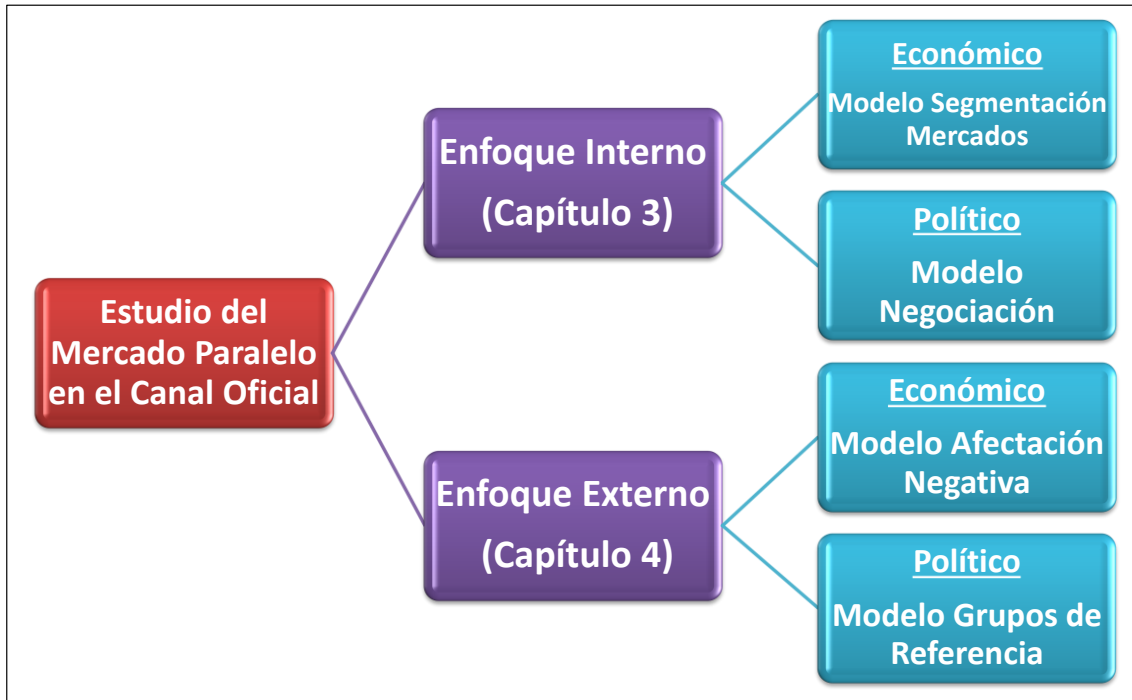 Estudio del
Mercado Paralelo
en el Canal Oficial
Enfoque Interno
(Capítulo 3)
Económico
Modelo Segmentación
Mercados
Político
Modelo
Negociación
Enfoque Externo
(Capítulo 4)
Económico
Modelo Afectación
Negativa
Político
Modelo Grupos de
Referencia